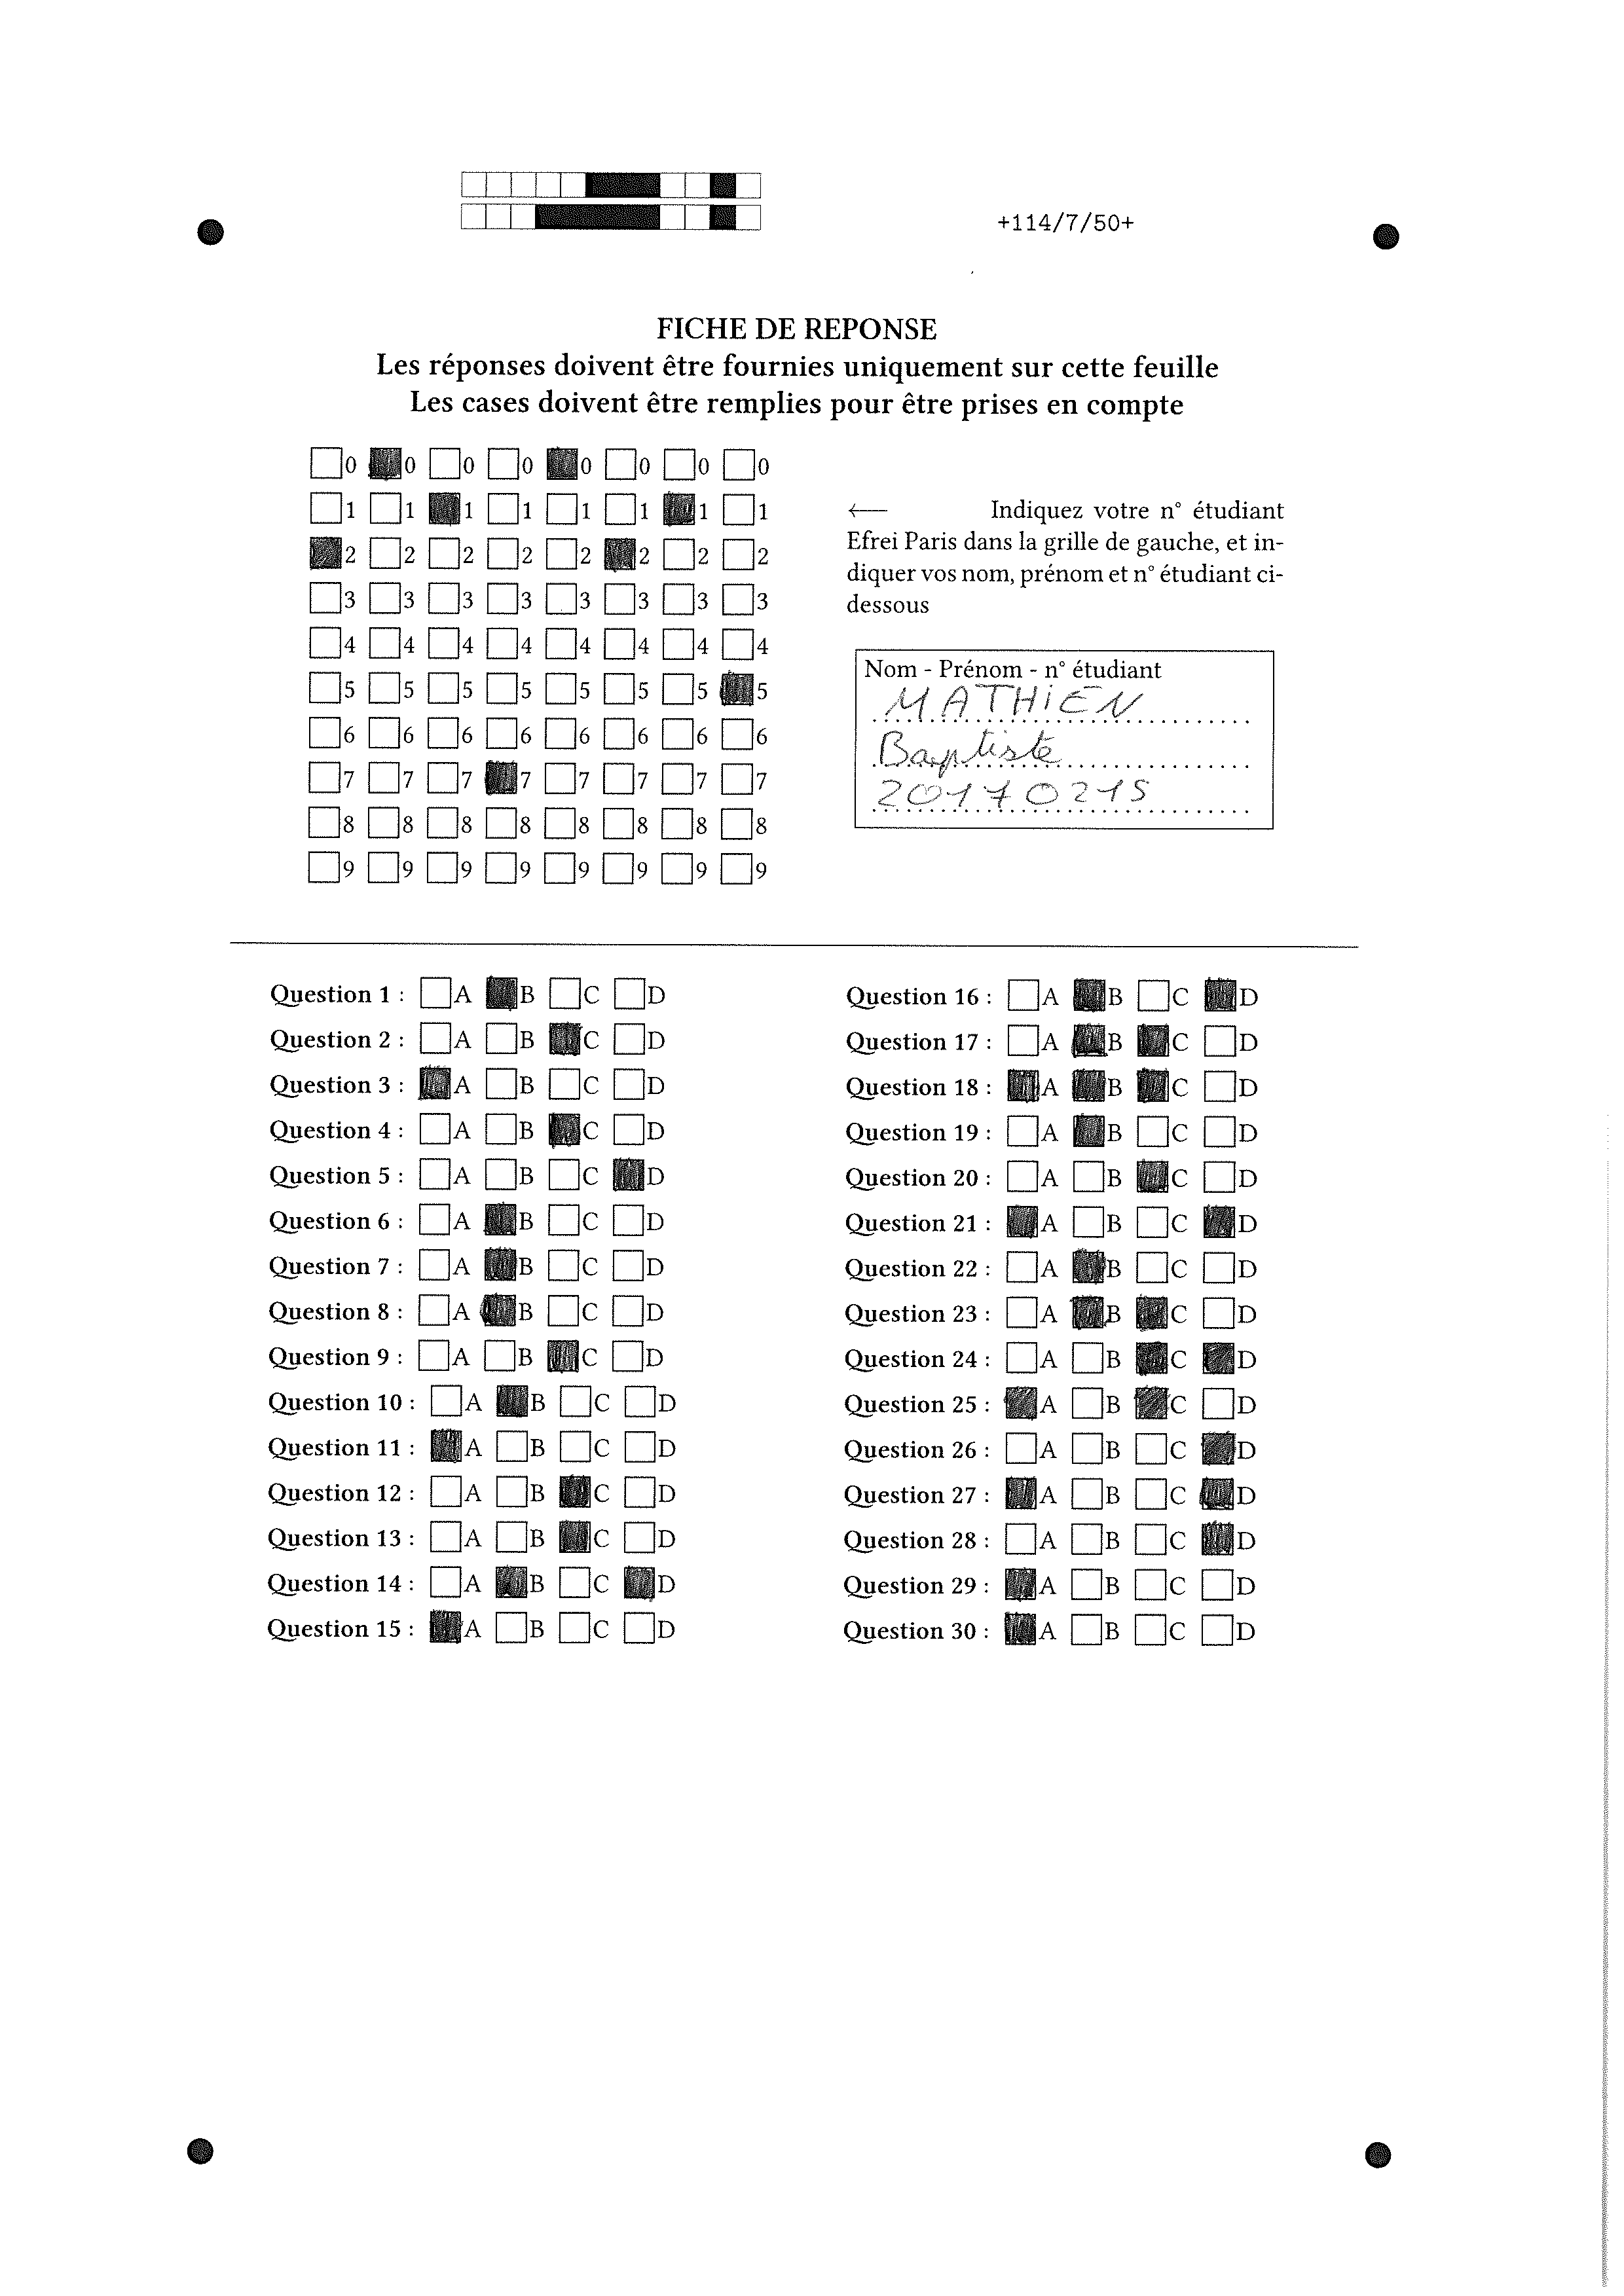 +114/7/50+
FICHE DE REPONSE
Les réponses doivent être fournies uniquement sur cette feuille
Les cases doivent être remplies pour être prises en compte
0 0 0 0 0 0 0 0
1 1 1 1 1 1 1 1
2 2 2 2 2 2 2 2
3 3 3 3 3 3 3 3
4 4 4 4 4 4 4 4
5 5 5 5 5 5 5 5
6 6 6 6 6 6 6 6
7 7 7 7 7 7 7 7
8 8 8 8 8 8 8 8
9 9 9 9 9 9 9 9
← Indiquez votre n° étudiant
Efrei Paris dans la grille de gauche, et in-
diquer vos nom, prénom et n° étudiant ci-
dessous
Nom - Prénom - n° étudiant
MATHIEN
Baptiste
20170215
Question 1 : A B C D
Question 2 : A B C D
Question 3 : A B C D
Question 4 : A B C D
Question 5 : A B C D
Question 6 : A B C D
Question 7 : A B C D
Question 8 : A B C D
Question 9 : A B C D
Question 10 : A B C D
Question 11 : A B C D
Question 12 : A B C D
Question 13 : A B C D
Question 14 : A B C D
Question 15 : A B C D
Question 16 : A B C D
Question 17 : A B C D
Question 18 : A B C D
Question 19 : A B C D
Question 20 : A B C D
Question 21 : A B C D
Question 22 : A B C D
Question 23 : A B C D
Question 24 : A B C D
Question 25 : A B C D
Question 26 : A B C D
Question 27 : A B C D
Question 28 : A B C D
Question 29 : A B C D
Question 30 : A B C D